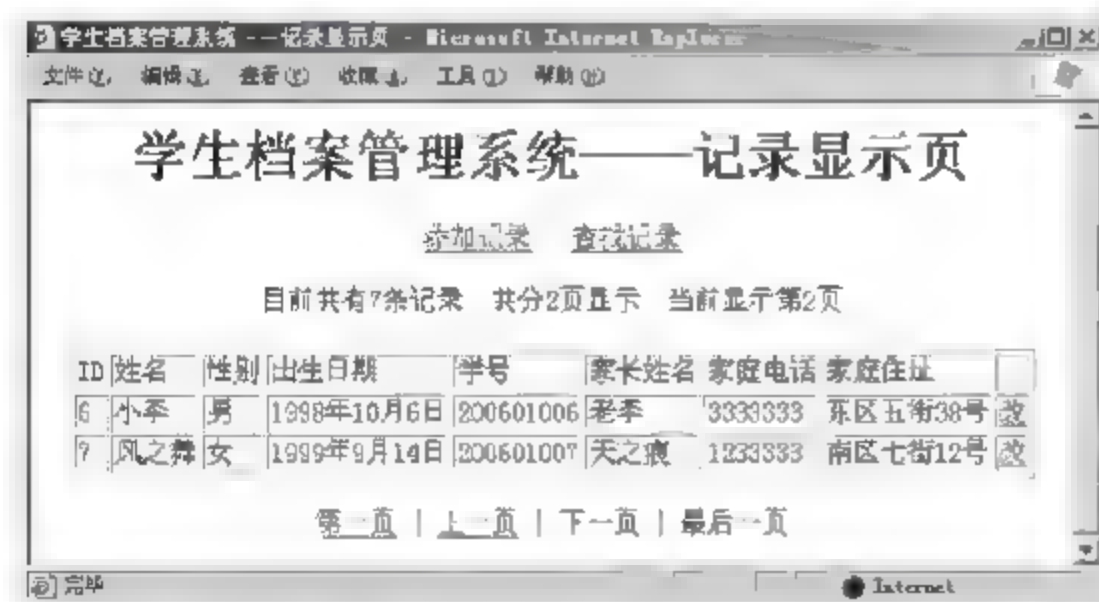 学生档案管理系统 --记录显示页 - Microsoft Internet Explorer
文件(F) 编辑(E) 查看(V) 收藏(A) 工具(T) 帮助(H)
学生档案管理系统——记录显示页
添加记录 查找记录
目前共有7条记录 共分2页显示 当前显示第2页
ID 姓名 性别 出生日期 学号 家长姓名 家庭电话 家庭住址
6 小李 男 1998年10月6日 200601006 老李 3333333 东区五街38号 改
7 风之舞 女 1999年9月14日 200601007 天之痕 1233333 南区七街12号 改
第一页 | 上一页 | 下一页 | 最后一页
完毕 Internet